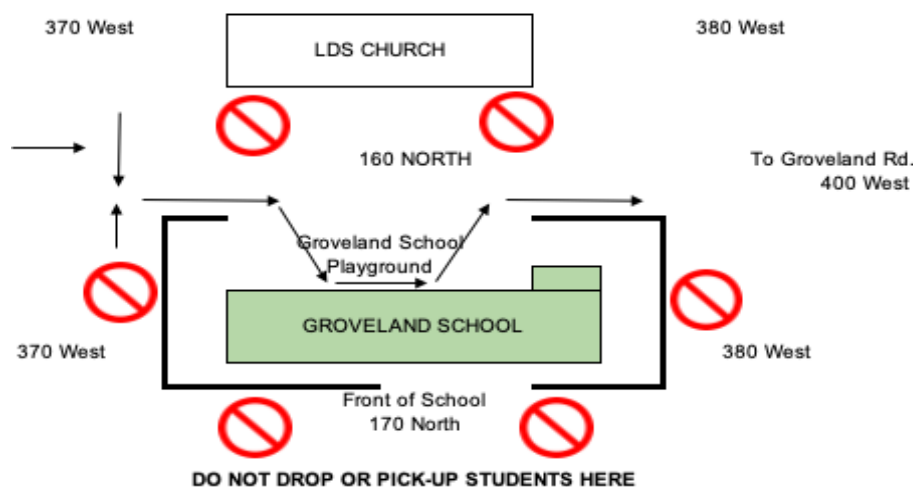 370 West
380 West
LDS CHURCH
160 NORTH
To Groveland Rd.
400 West
Groveland School
Playground
GROVELAND SCHOOL
370 West
380 West
Front of School
170 North
DO NOT DROP OR PICK-UP STUDENTS HERE